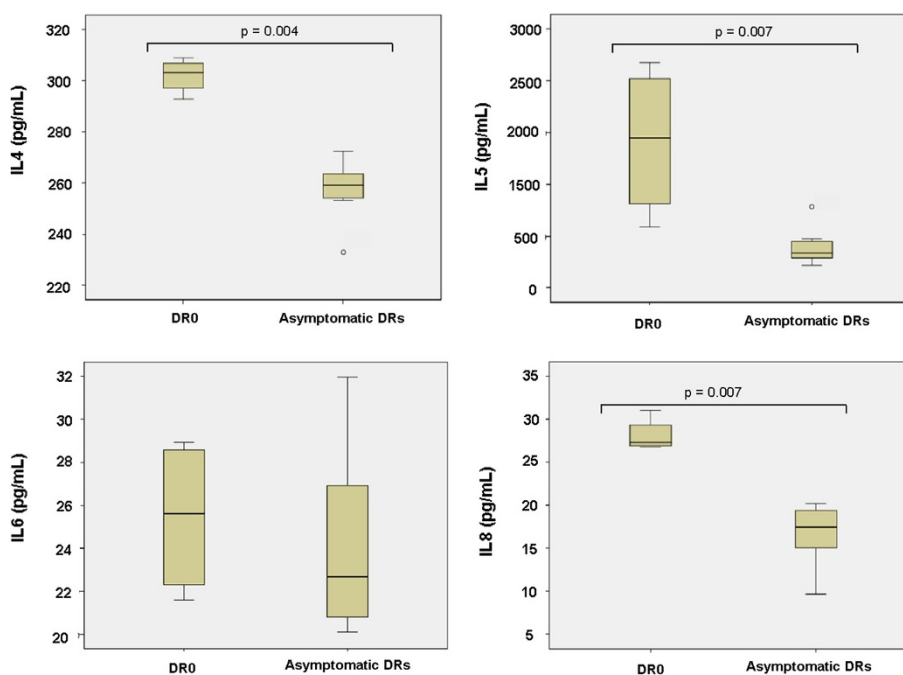 320
300
280
260
240
220
IL4 (pg/mL)
p = 0.004
DR0 Asymptomatic DRs
3000
2500
2000
1500
500
0
IL5 (pg/mL)
p = 0.007
DR0 Asymptomatic DRs
32
30
28
26
24
22
20
IL6 (pg/mL)
DR0 Asymptomatic DRs
35
30
25
20
15
10
5
IL8 (pg/mL)
p = 0.007
DR0 Asymptomatic DRs